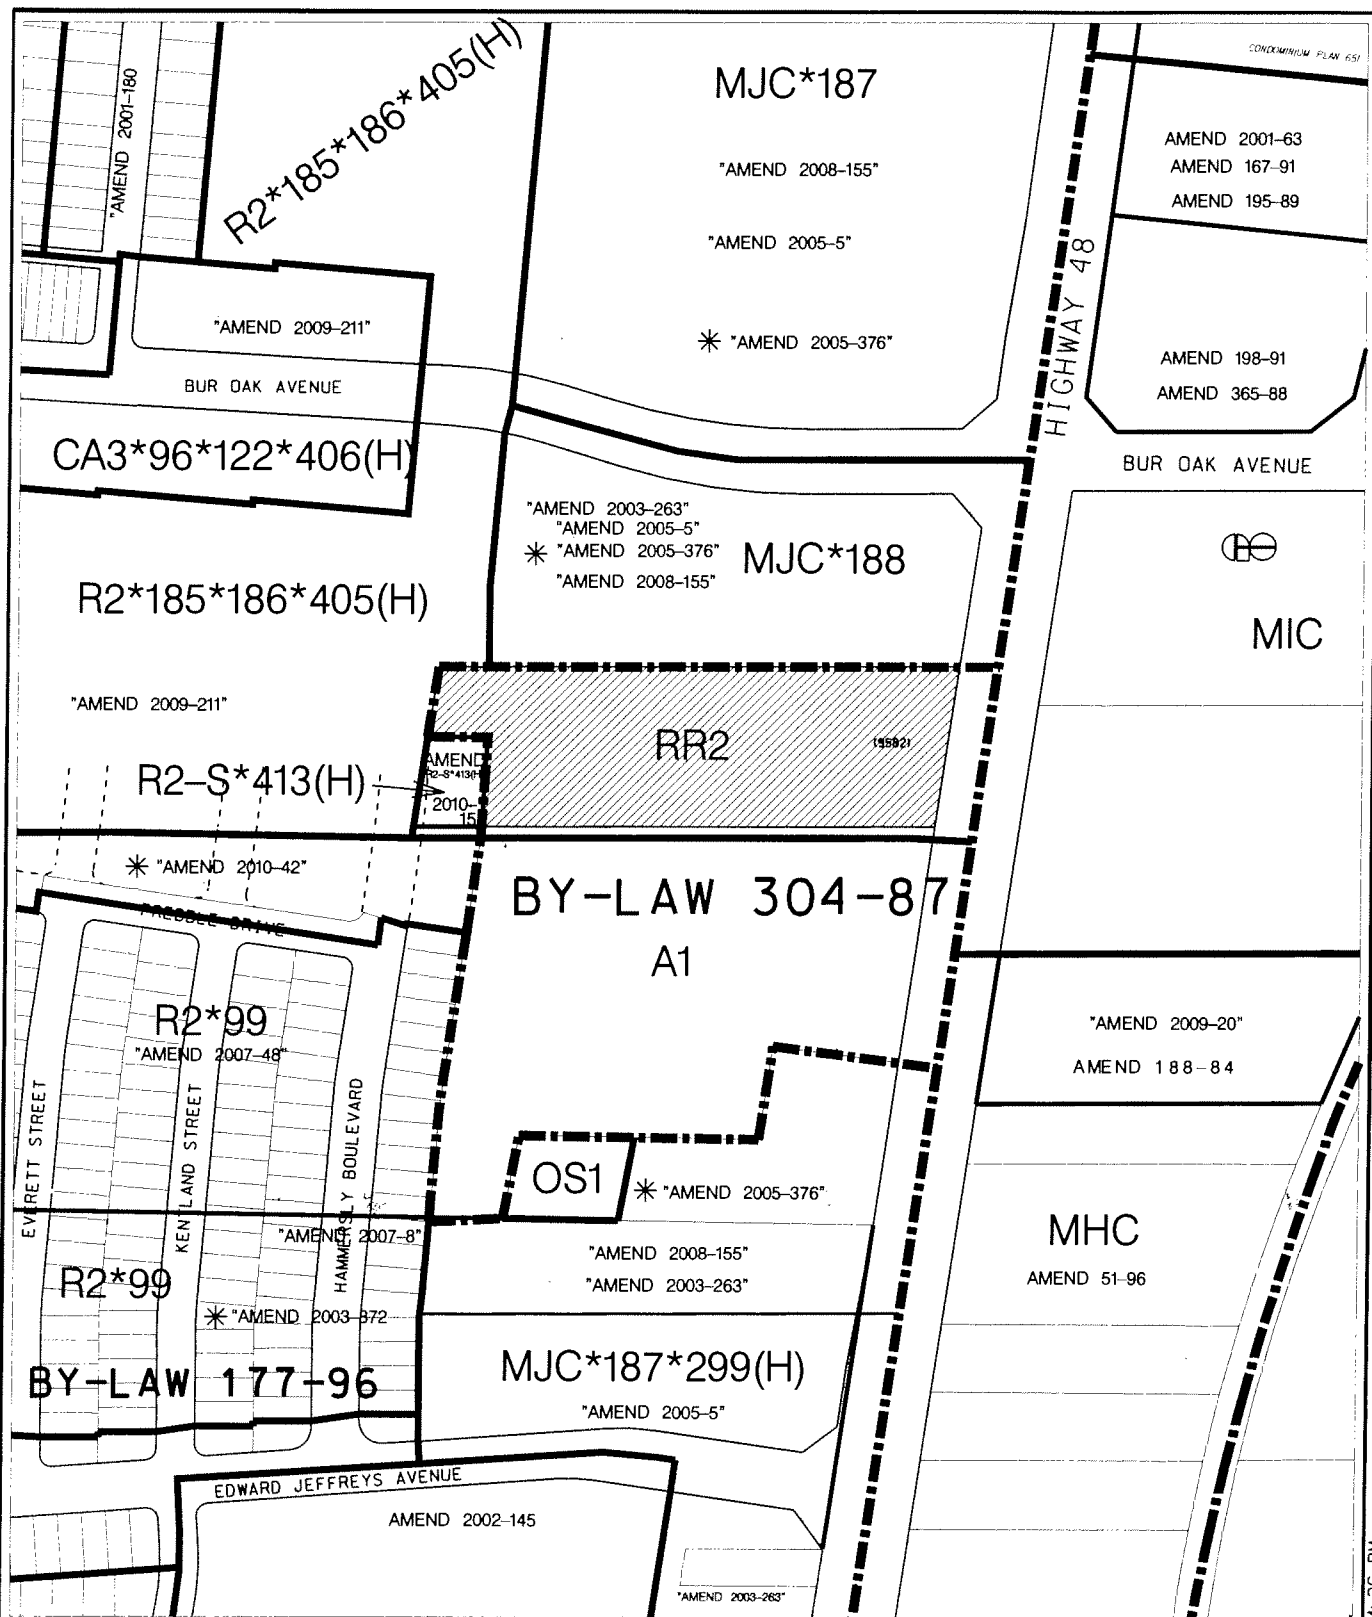 CONDOMINIUM PLAN 651
"AMEND 2001-180
R2*185*186*405(H)
MJC*187
"AMEND 2008-155"
"AMEND 2005-5"
"AMEND 2005-376"
AMEND 2001-63
AMEND 167-91
AMEND 195-89
HIGHWAY 48
"AMEND 2009-211"
BUR OAK AVENUE
AMEND 198-91
AMEND 365-88
CA3*96*122*406(H)
BUR OAK AVENUE
"AMEND 2003-263"
"AMEND 2005-5"
"AMEND 2005-376"
"AMEND 2008-155"
MJC*188
R2*185*186*405(H)
MIC
"AMEND 2009-211"
RR2
(9582)
R2-S*413(H)
AMEND
R2-S*413(H)
2010-
15
"AMEND 2010-42"
BY-LAW 304-87
A1
R2*99
"AMEND 2007-48"
"AMEND 2009-20"
AMEND 188-84
EVERETT STREET
KENTLAND STREET
HAMMERSLY BOULEVARD
OS1
"AMEND 2005-376"
"AMEND 2007-8"
"AMEND 2008-155"
"AMEND 2003-263"
MHC
AMEND 51-96
R2*99
"AMEND 2003-372
BY-LAW 177-96
MJC*187*299(H)
"AMEND 2005-5"
EDWARD JEFFREYS AVENUE
AMEND 2002-145
"AMEND 2003-263"